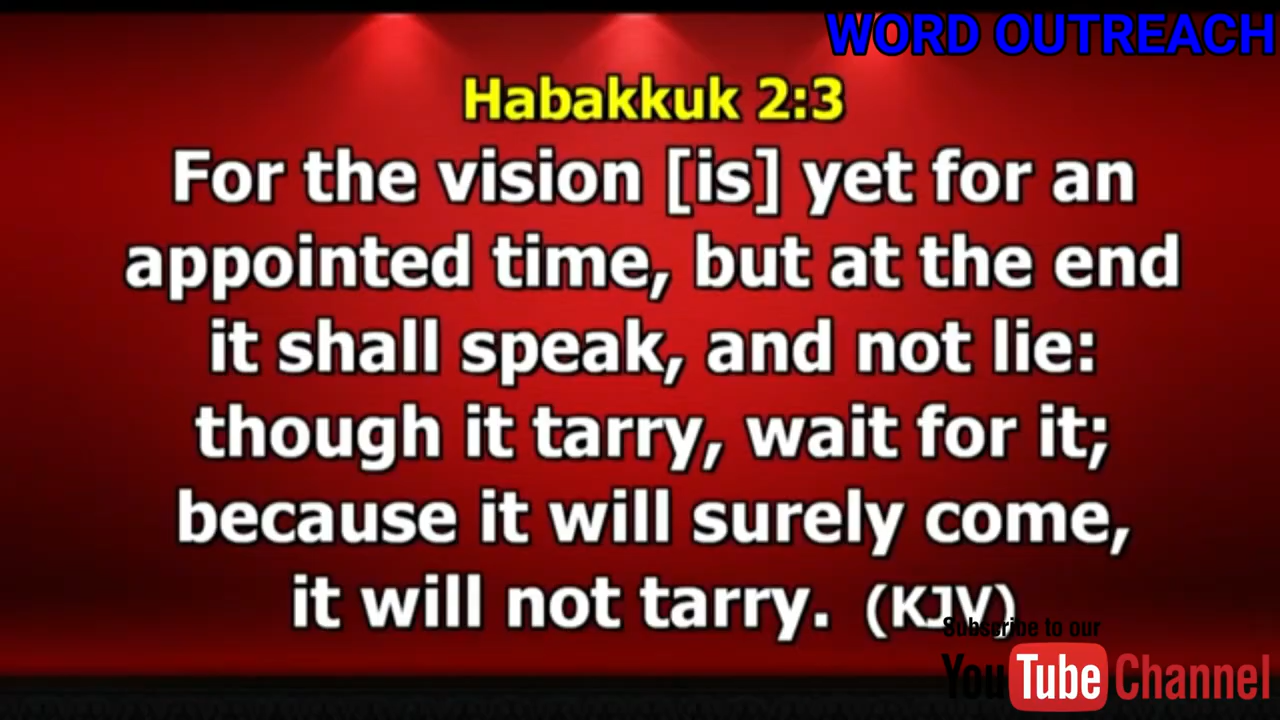 WORD OUTREACH
Habakkuk 2:3
For the vision [is] yet for an
appointed time, but at the end
it shall speak, and not lie:
though it tarry, wait for it;
because it will surely come,
it will not tarry. (KJV)
Subscribe to our
YouTube Channel